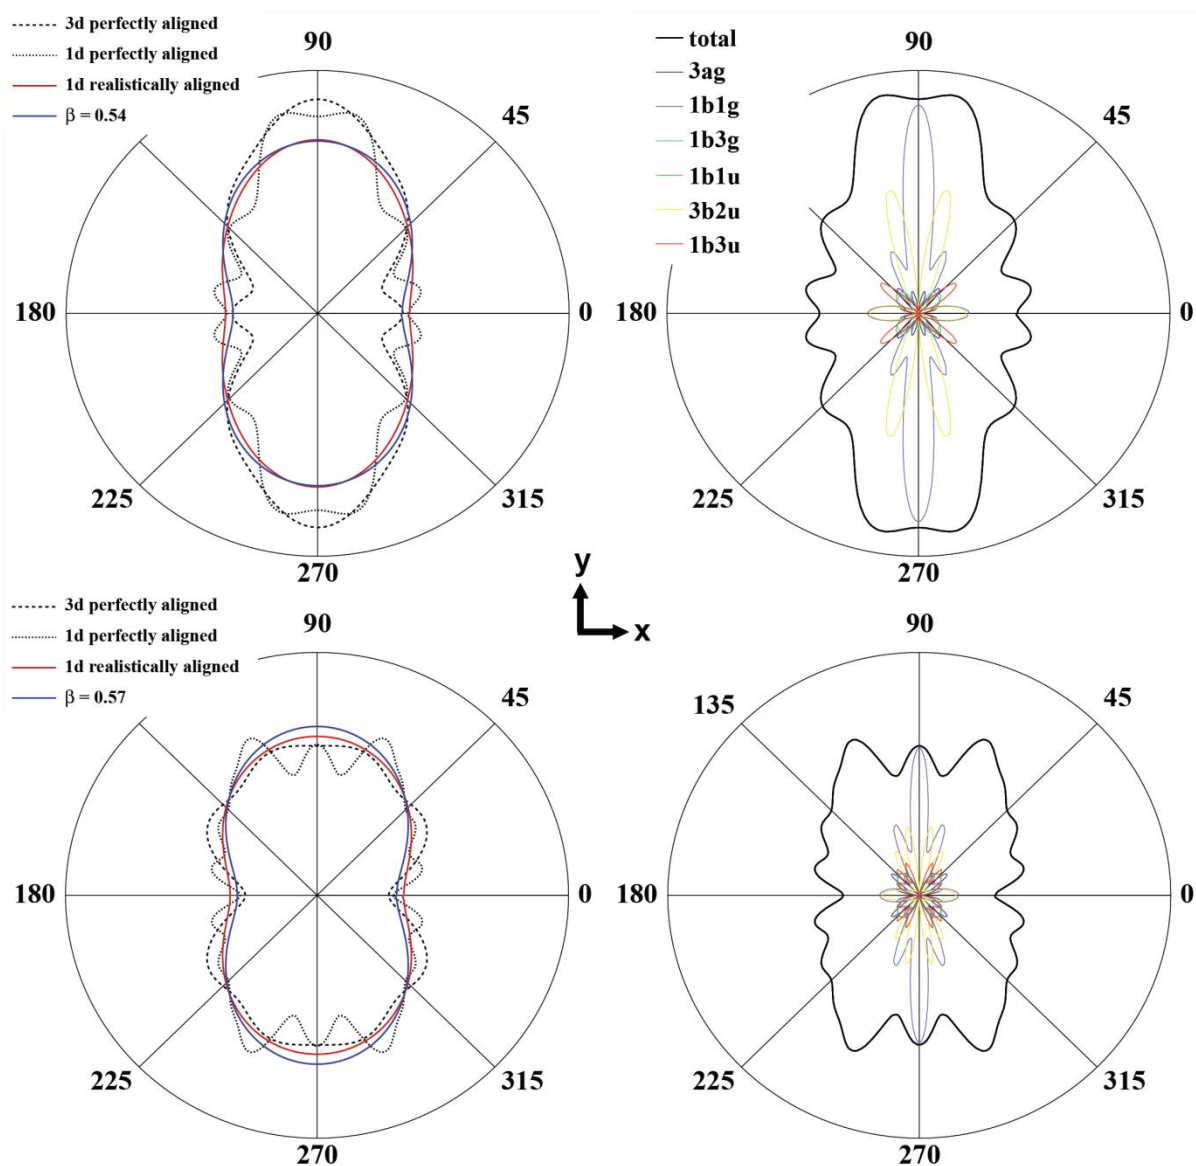 3d perfectly aligned
1d perfectly aligned
1d realistically aligned
β = 0.54
90
45
180
0
225
315
270
total
3ag
1b1g
1b3g
1b1u
3b2u
1b3u
90
45
180
0
225
315
270
y
x
3d perfectly aligned
1d perfectly aligned
1d realistically aligned
β = 0.57
90
45
180
0
225
315
270
90
135
45
180
0
225
315
270